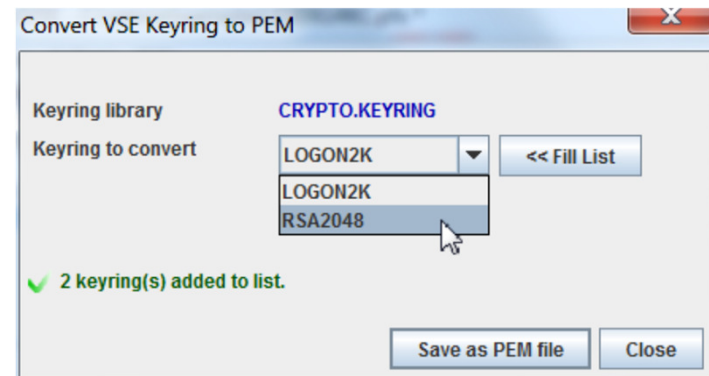 Convert VSE Keyring to PEM
Keyring library CRYPTO.KEYRING
Keyring to convert LOGON2K << Fill List
LOGON2K
RSA2048
2 keyring(s) added to list.
Save as PEM file Close